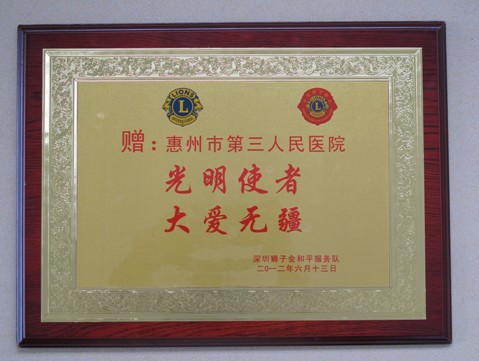 LIONS
L
INTERNATIONAL
赠：惠州市第三人民医院
光明使者
大爱无疆
深圳狮子会和平服务队
二〇一二年六月十三日